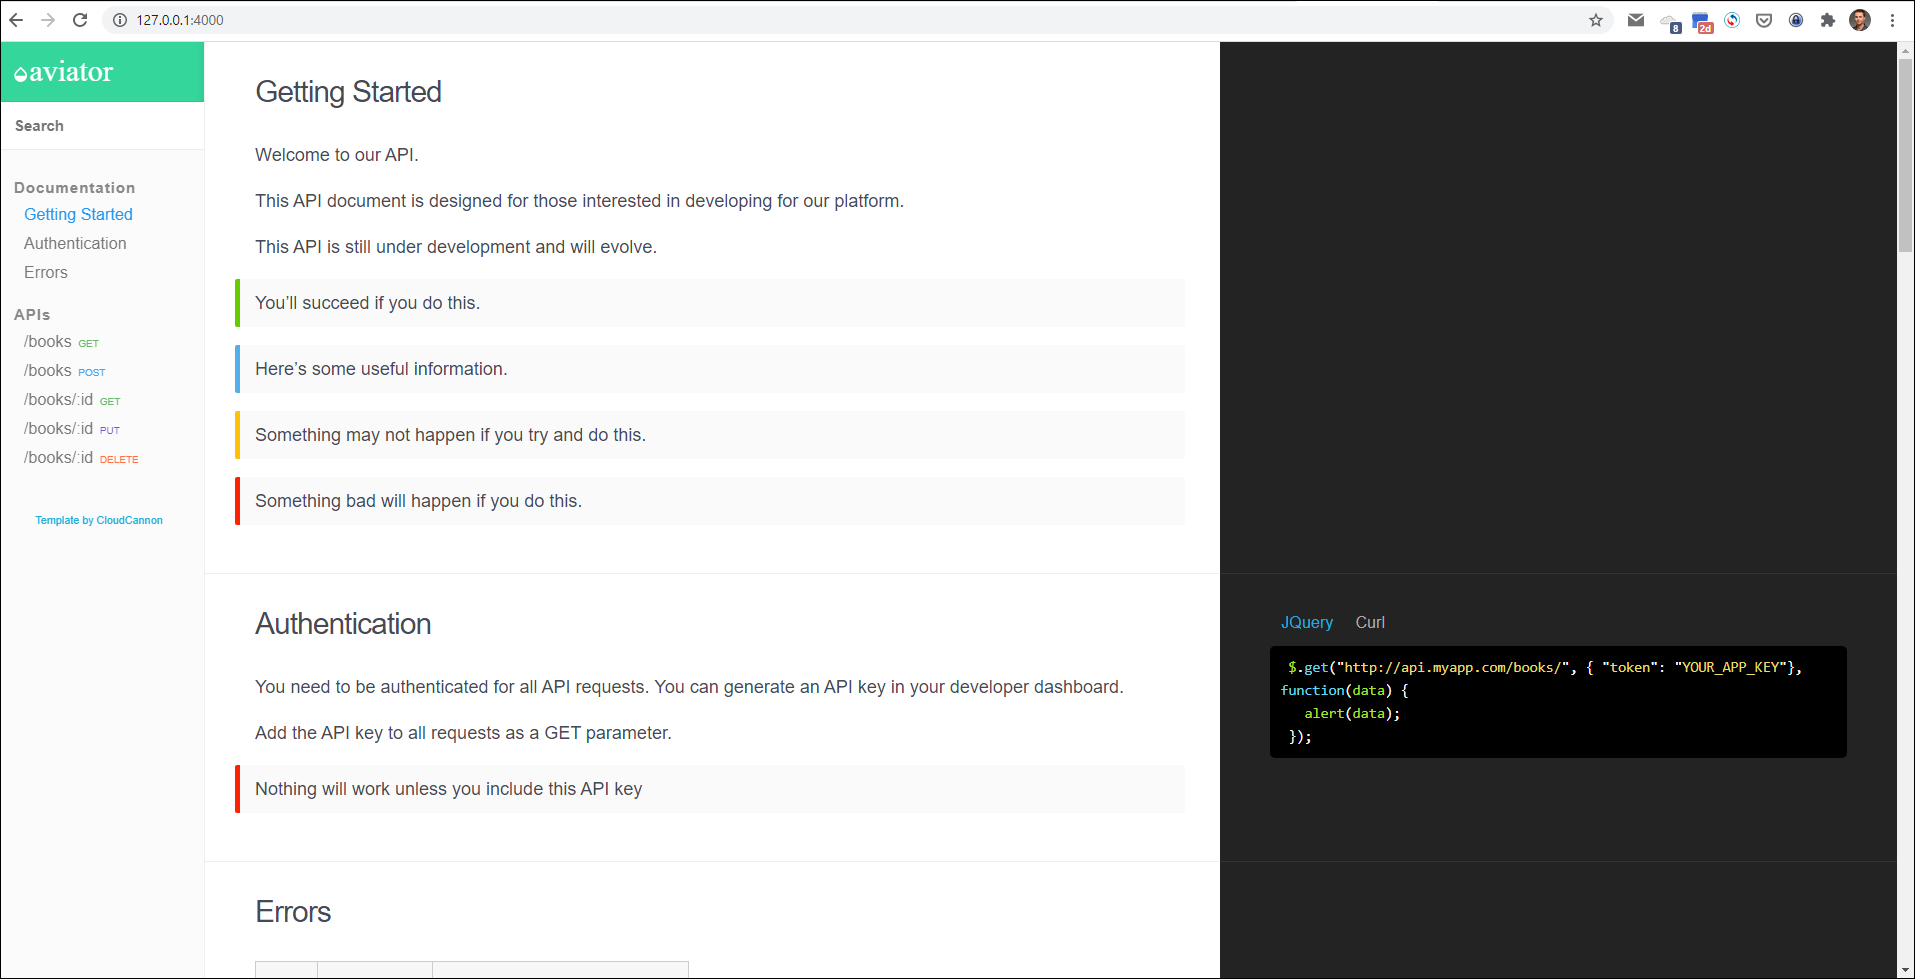 127.0.0.1:4000
8
2d
aviator
Search
Documentation
Getting Started
Authentication
Errors
APIs
/books GET
/books POST
/books/:id GET
/books/:id PUT
/books/:id DELETE
Template by CloudCannon
Getting Started
Welcome to our API.
This API document is designed for those interested in developing for our platform.
This API is still under development and will evolve.
You’ll succeed if you do this.
Here’s some useful information.
Something may not happen if you try and do this.
Something bad will happen if you do this.
Authentication
You need to be authenticated for all API requests. You can generate an API key in your developer dashboard.
Add the API key to all requests as a GET parameter.
Nothing will work unless you include this API key
JQuery Curl
$.get("http://api.myapp.com/books/", { "token": "YOUR_APP_KEY"},
function(data) {
alert(data);
});
Errors